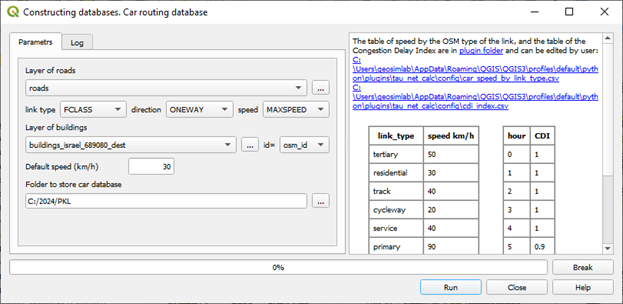 Constructing databases. Car routing database
Parametrs
Log
Layer of roads
roads
...
link type FCLASS direction ONEWAY speed MAXSPEED
Layer of buildings
buildings_israel_689080_dest
...
id= osm_id
Default speed (km/h)
30
Folder to store car database
C:/2024/PKL
...
The table of speed by the OSM type of the link, and the table of the
Congestion Delay Index are in plugin folder and can be edited by user:
C:
\Users\geosimlab\AppData\Roaming\QGIS\QGIS3\profiles\default\pyth
on\plugins\tau_net_calc\config\car_speed_by_link_type.csv
C:
\Users\geosimlab\AppData\Roaming\QGIS\QGIS3\profiles\default\pyth
on\plugins\tau_net_calc\config\cdi_index.csv
link_type speed km/h
tertiary 50
residential 30
track 40
cycleway 20
service 40
primary 90
hour CDI
0 1
1 1
2 1
3 1
4 1
5 0.9
0%
Break
Run
Close
Help